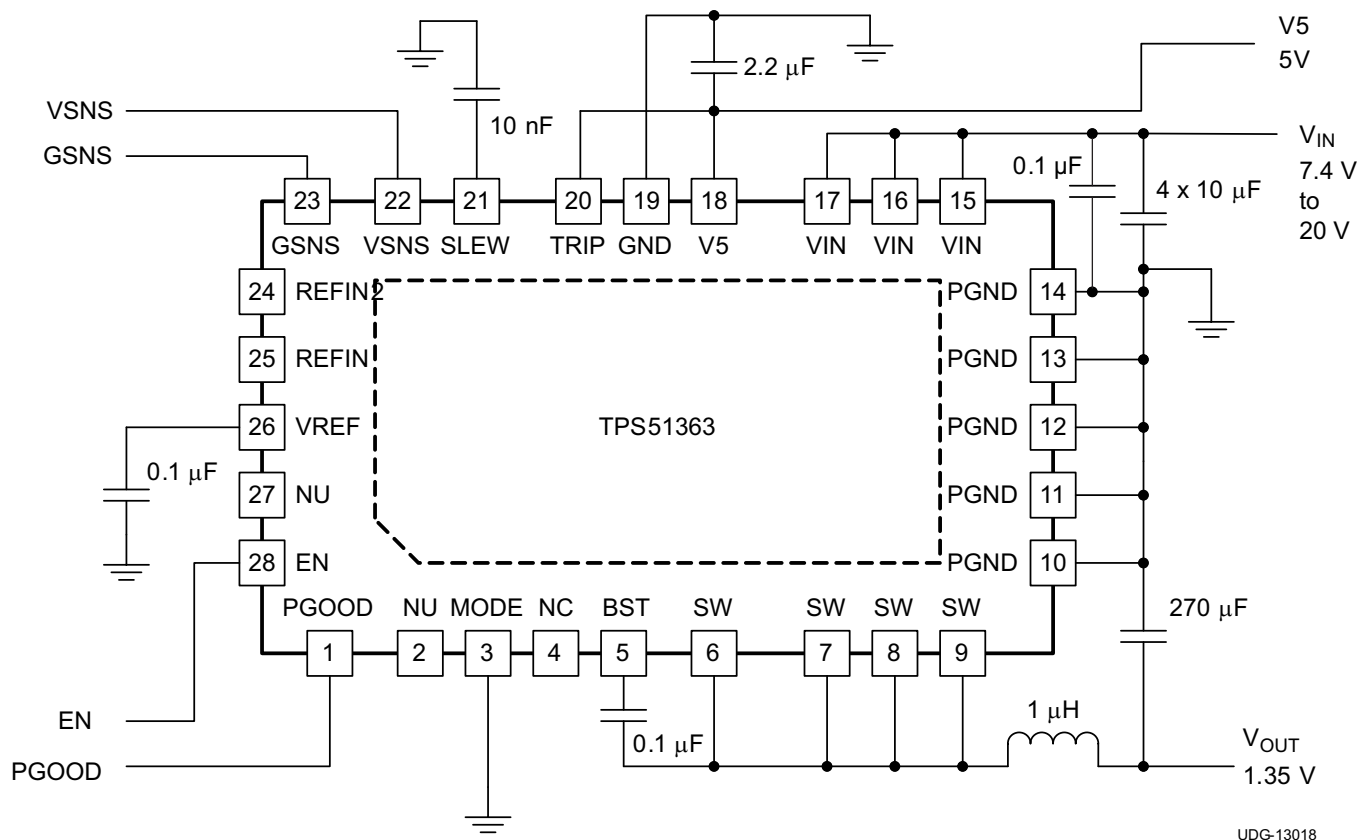 V5
5V
2.2 μF
VSNS
10 nF
GSNS
VIN
7.4 V
to
20 V
0.1 μF
4 x 10 μF
23 22 21 20 19 18 17 16 15
GSNS VSNS SLEW TRIP GND V5 VIN VIN VIN
24 REFIN2 PGND 14
25 REFIN PGND 13
26 VREF TPS51363 PGND 12
0.1 μF
27 NU PGND 11
28 EN PGND 10
PGOOD NU MODE NC BST SW SW SW SW
270 μF
1 2 3 4 5 6 7 8 9
EN
1 μH
0.1 μF
VOUT
1.35 V
PGOOD
UDG-13018